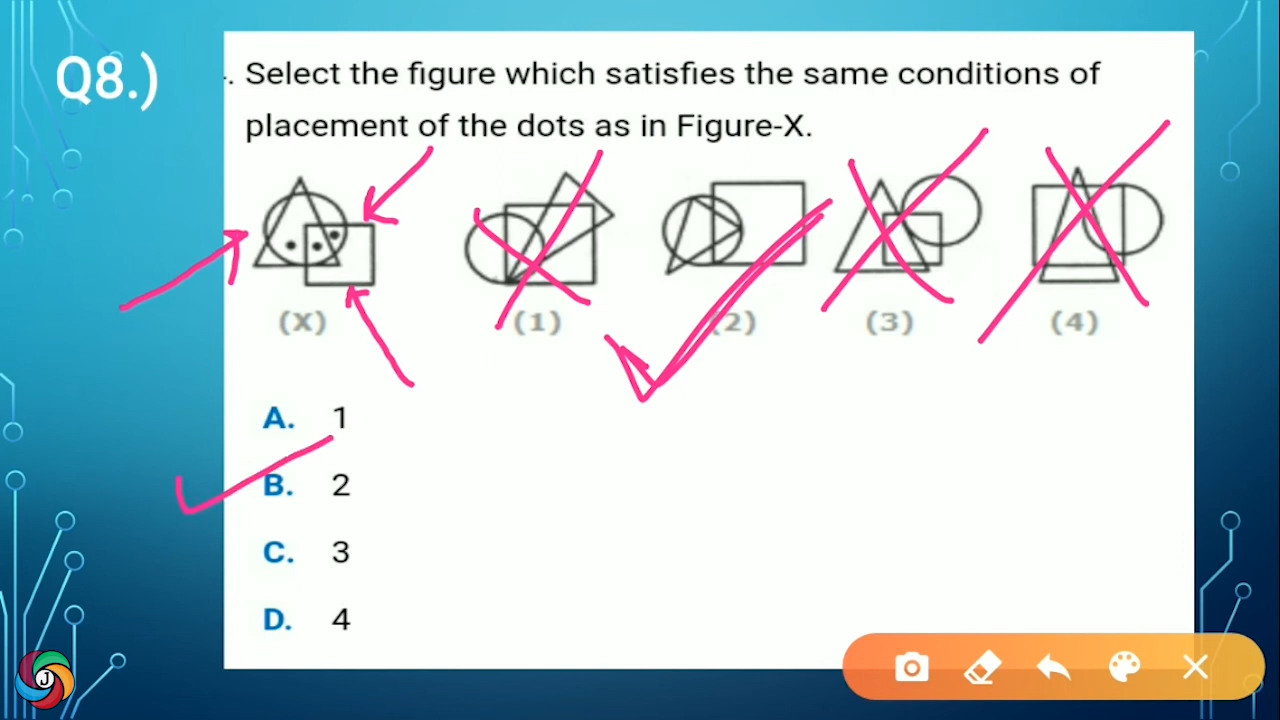 Q8.)
. Select the figure which satisfies the same conditions of
placement of the dots as in Figure-X.
(X) (1) (2) (3) (4)
A. 1
B. 2
C. 3
D. 4
J